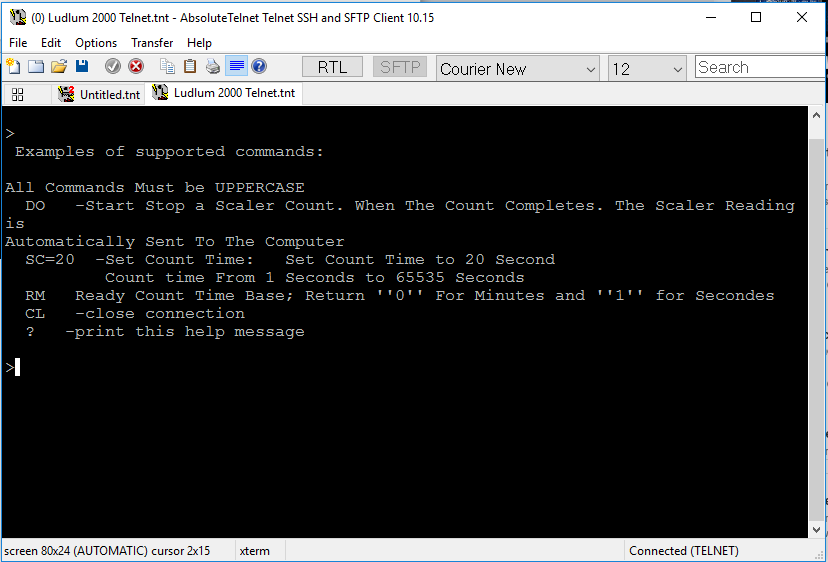 (0) Ludlum 2000 Telnet.tnt - AbsoluteTelnet Telnet SSH and SFTP Client 10.15
File Edit Options Transfer Help
RTL SFTP Courier New 12 Search
Untitled.tnt Ludlum 2000 Telnet.tnt
>
Examples of supported commands:
All Commands Must be UPPERCASE
DO -Start Stop a Scaler Count. When The Count Completes. The Scaler Reading
is
Automatically Sent To The Computer
SC=20 -Set Count Time: Set Count Time to 20 Second
Count time From 1 Seconds to 65535 Seconds
RM Ready Count Time Base; Return ''0'' For Minutes and ''1'' for Secondes
CL -close connection
? -print this help message
>
screen 80x24 (AUTOMATIC) cursor 2x15 xterm Connected (TELNET)